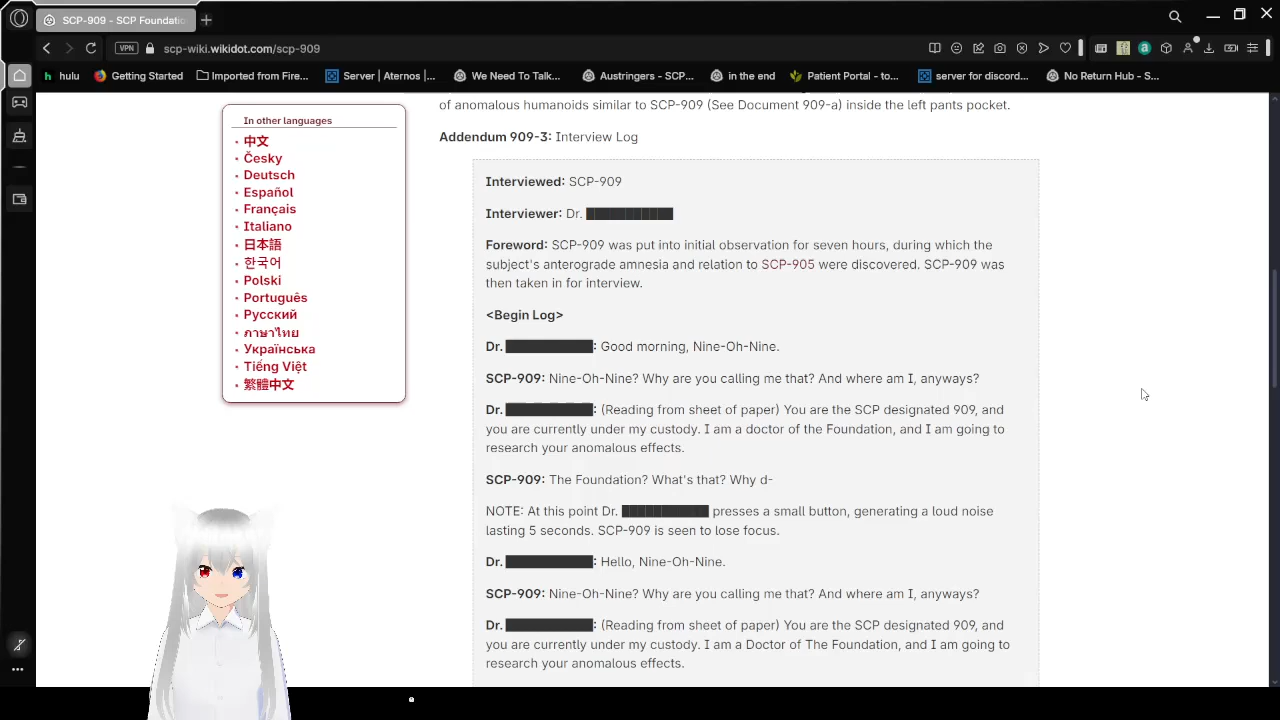 SCP-909 - SCP Foundatio
VPN
scp-wiki.wikidot.com/scp-909
hulu
Getting Started
Imported from Fire...
Server | Aternos |...
We Need To Talk...
Austringers - SCP...
in the end
Patient Portal - to...
server for discord...
No Return Hub - S...
In other languages
中文
Česky
Deutsch
Español
Français
Italiano
日本語
한국어
Polski
Português
Русский
ภาษาไทย
Українська
Tiếng Việt
繁體中文
of anomalous humanoids similar to SCP-909 (See Document 909-a) inside the left pants pocket.
Addendum 909-3: Interview Log
Interviewed: SCP-909
Interviewer: Dr. ███████████
Foreword: SCP-909 was put into initial observation for seven hours, during which the
subject's anterograde amnesia and relation to SCP-905 were discovered. SCP-909 was
then taken in for interview.
<Begin Log>
Dr. ███████████: Good morning, Nine-Oh-Nine.
SCP-909: Nine-Oh-Nine? Why are you calling me that? And where am I, anyways?
Dr. ███████████: (Reading from sheet of paper) You are the SCP designated 909, and
you are currently under my custody. I am a doctor of the Foundation, and I am going to
research your anomalous effects.
SCP-909: The Foundation? What's that? Why d-
NOTE: At this point Dr. ███████████ presses a small button, generating a loud noise
lasting 5 seconds. SCP-909 is seen to lose focus.
Dr. ███████████: Hello, Nine-Oh-Nine.
SCP-909: Nine-Oh-Nine? Why are you calling me that? And where am I, anyways?
Dr. ███████████: (Reading from sheet of paper) You are the SCP designated 909, and
you are currently under my custody. I am a Doctor of The Foundation, and I am going to
research your anomalous effects.